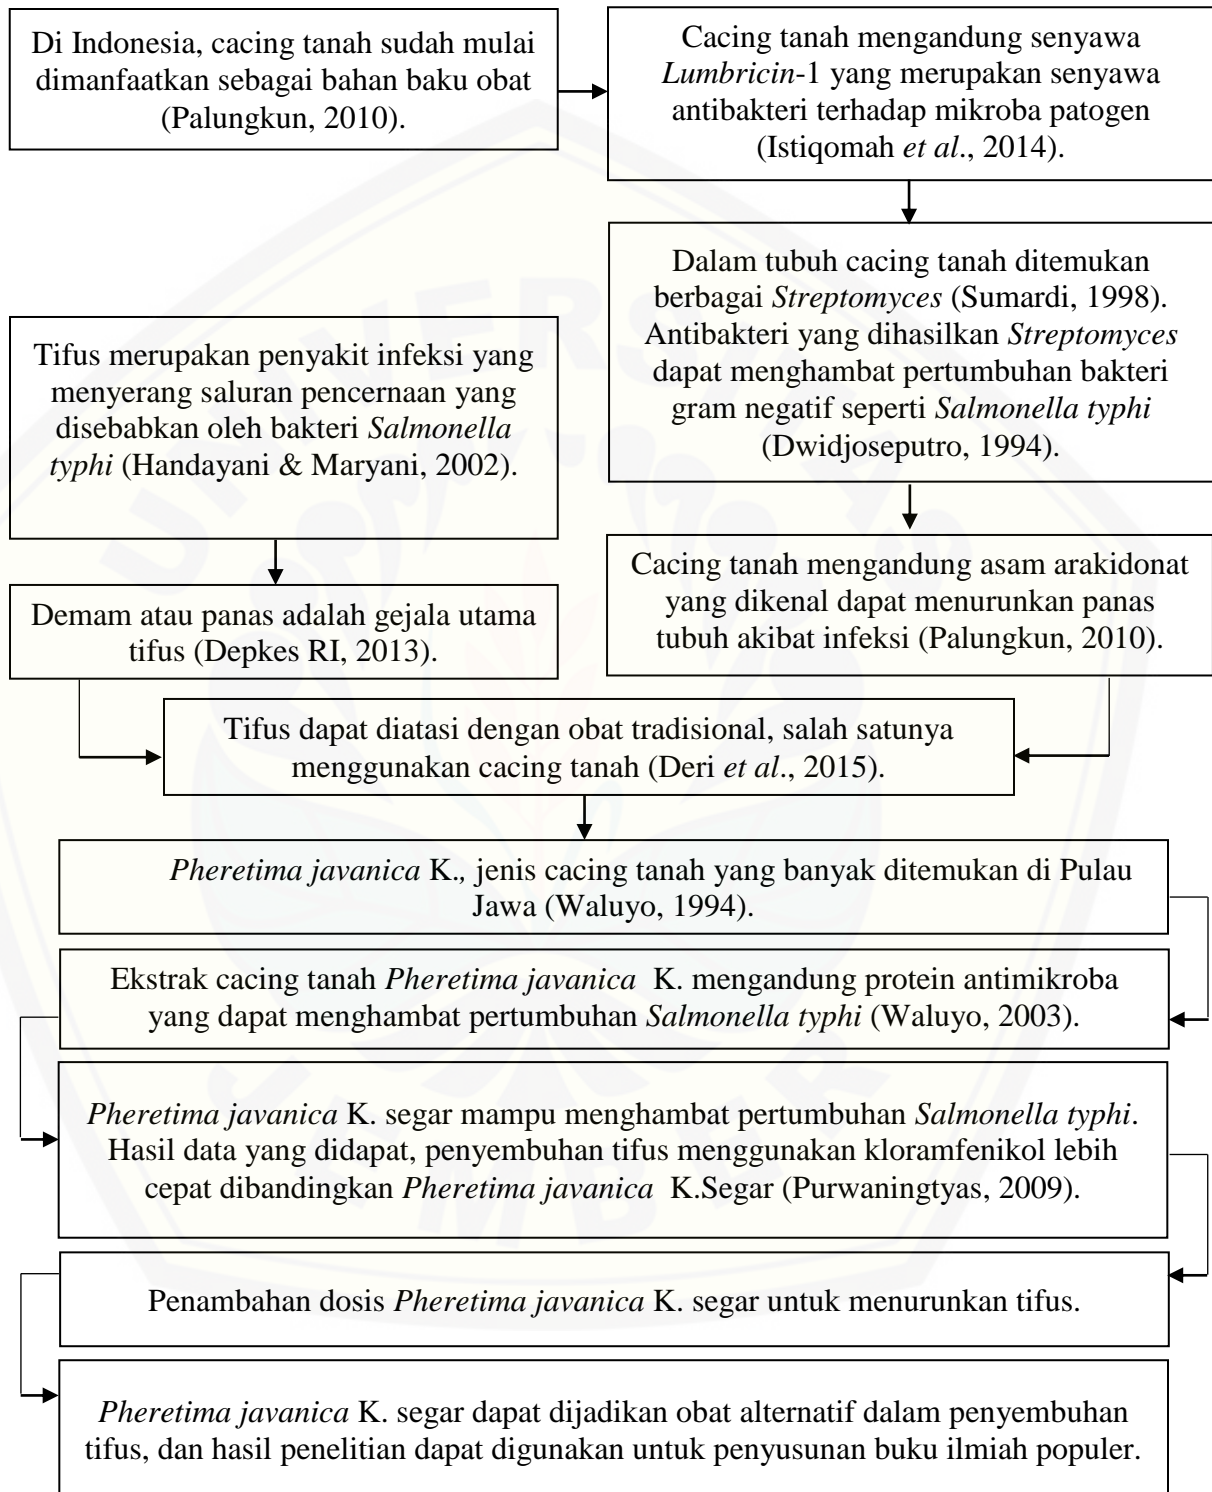 Di Indonesia, cacing tanah sudah mulai
dimanfaatkan sebagai bahan baku obat
(Palungkun, 2010).
Cacing tanah mengandung senyawa
Lumbricin-1 yang merupakan senyawa
antibakteri terhadap mikroba patogen
(Istiqomah et al., 2014).
Dalam tubuh cacing tanah ditemukan
berbagai Streptomyces (Sumardi, 1998).
Antibakteri yang dihasilkan Streptomyces
dapat menghambat pertumbuhan bakteri
gram negatif seperti Salmonella typhi
(Dwidjoseputro, 1994).
Tifus merupakan penyakit infeksi yang
menyerang saluran pencernaan yang
disebabkan oleh bakteri Salmonella
typhi (Handayani & Maryani, 2002).
Cacing tanah mengandung asam arakidonat
yang dikenal dapat menurunkan panas
tubuh akibat infeksi (Palungkun, 2010).
Demam atau panas adalah gejala utama
tifus (Depkes RI, 2013).
Tifus dapat diatasi dengan obat tradisional, salah satunya
menggunakan cacing tanah (Deri et al., 2015).
Pheretima javanica K., jenis cacing tanah yang banyak ditemukan di Pulau
Jawa (Waluyo, 1994).
Ekstrak cacing tanah Pheretima javanica K. mengandung protein antimikroba
yang dapat menghambat pertumbuhan Salmonella typhi (Waluyo, 2003).
Pheretima javanica K. segar mampu menghambat pertumbuhan Salmonella typhi.
Hasil data yang didapat, penyembuhan tifus menggunakan kloramfenikol lebih
cepat dibandingkan Pheretima javanica K.Segar (Purwaningtyas, 2009).
Penambahan dosis Pheretima javanica K. segar untuk menurunkan tifus.
Pheretima javanica K. segar dapat dijadikan obat alternatif dalam penyembuhan
tifus, dan hasil penelitian dapat digunakan untuk penyusunan buku ilmiah populer.
UNIVERSITAS
JEMBER